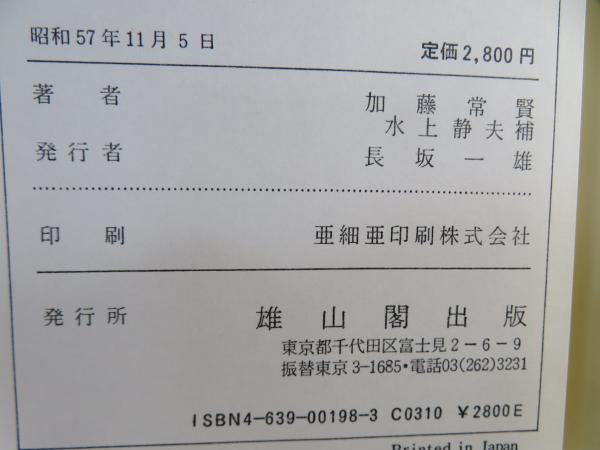 昭和57年11月5日
定価2,800円
著者 加藤常賢
水上静夫補
発行者 長坂一雄
印刷 亜細亜印刷株式会社
発行所 雄山閣出版
東京都千代田区富士見2-6-9
振替東京3-1685・電話03(262)3231
ISBN4-639-00198-3 C0310 ¥2800E
Printed in Japan